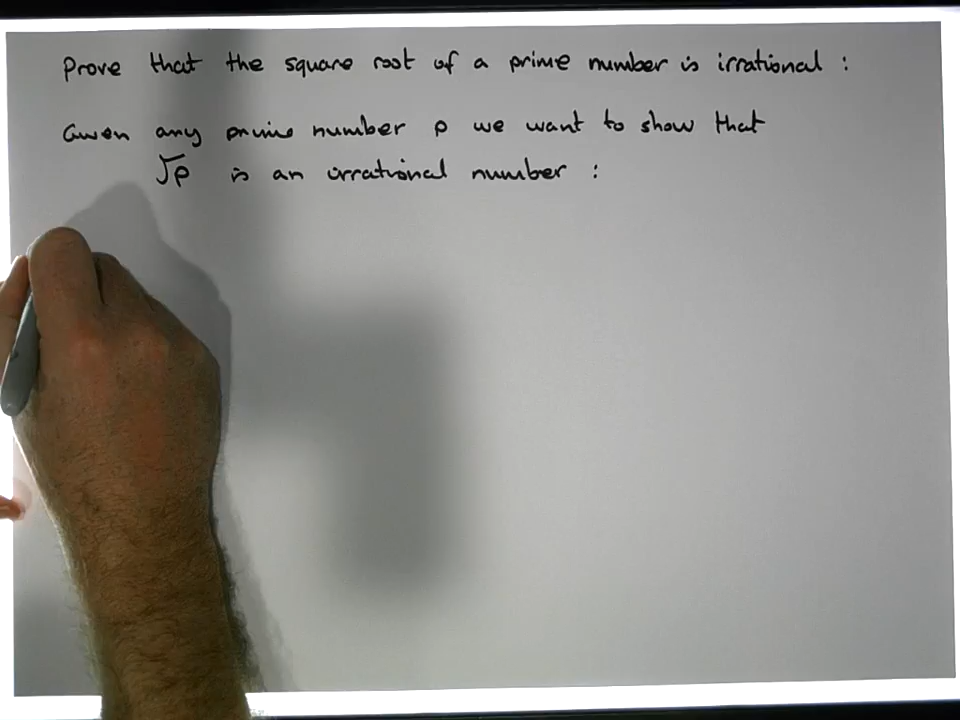 Prove that the square root of a prime number is irrational :
Given any prime number p we want to show that
√p is an irrational number :